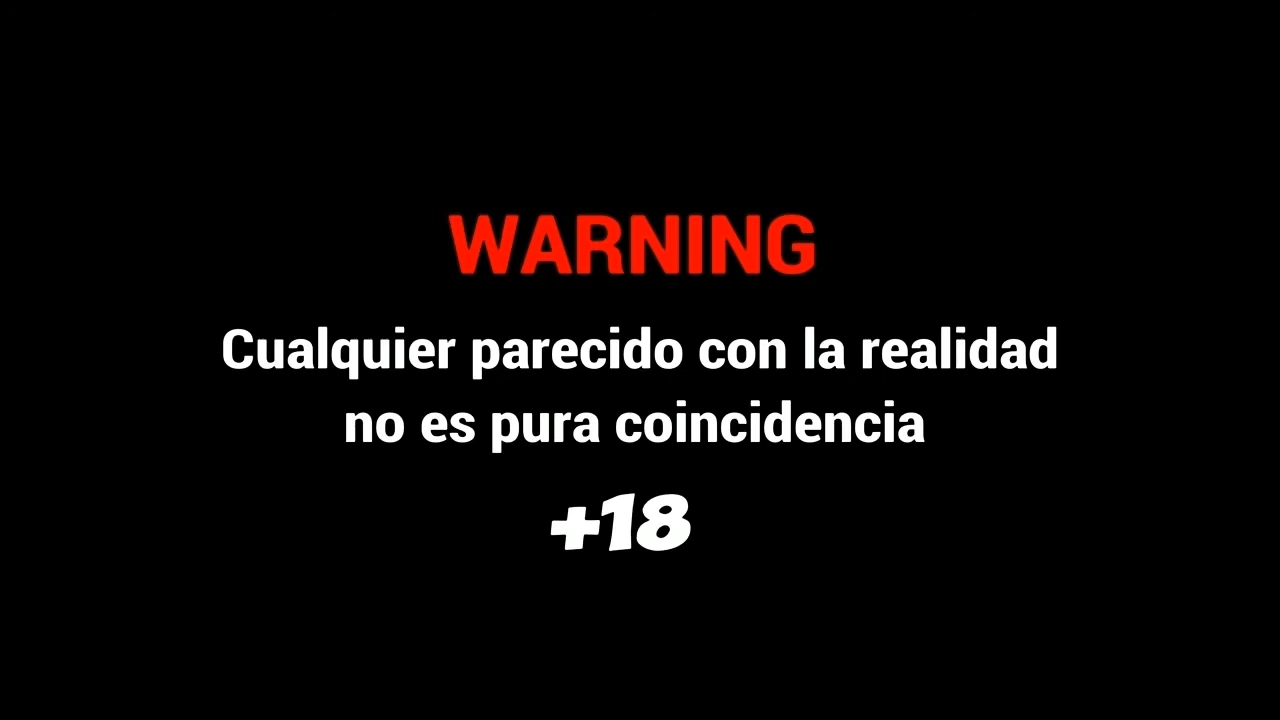 WARNING
Cualquier parecido con la realidad
no es pura coincidencia
+18